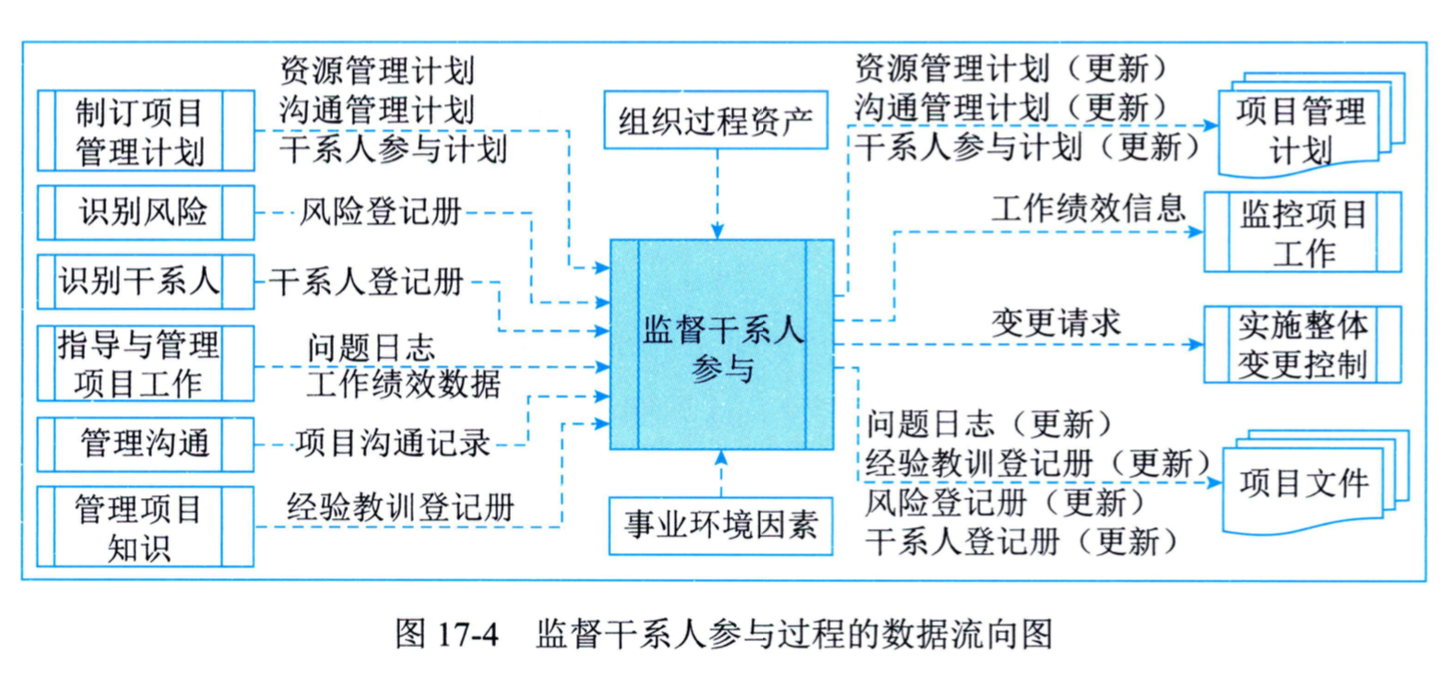 资源管理计划
沟通管理计划
干系人参与计划
制订项目
管理计划
识别风险
风险登记册
识别干系人
干系人登记册
指导与管理
项目工作
问题日志
工作绩效数据
管理沟通
项目沟通记录
管理项目
知识
经验教训登记册
组织过程资产
监督干系人
参与
事业环境因素
资源管理计划（更新）
沟通管理计划（更新）
干系人参与计划（更新）
项目管理
计划
工作绩效信息
监控项目
工作
变更请求
实施整体
变更控制
问题日志（更新）
经验教训登记册（更新）
风险登记册（更新）
干系人登记册（更新）
项目文件
图 17-4 监督干系人参与过程的数据流向图